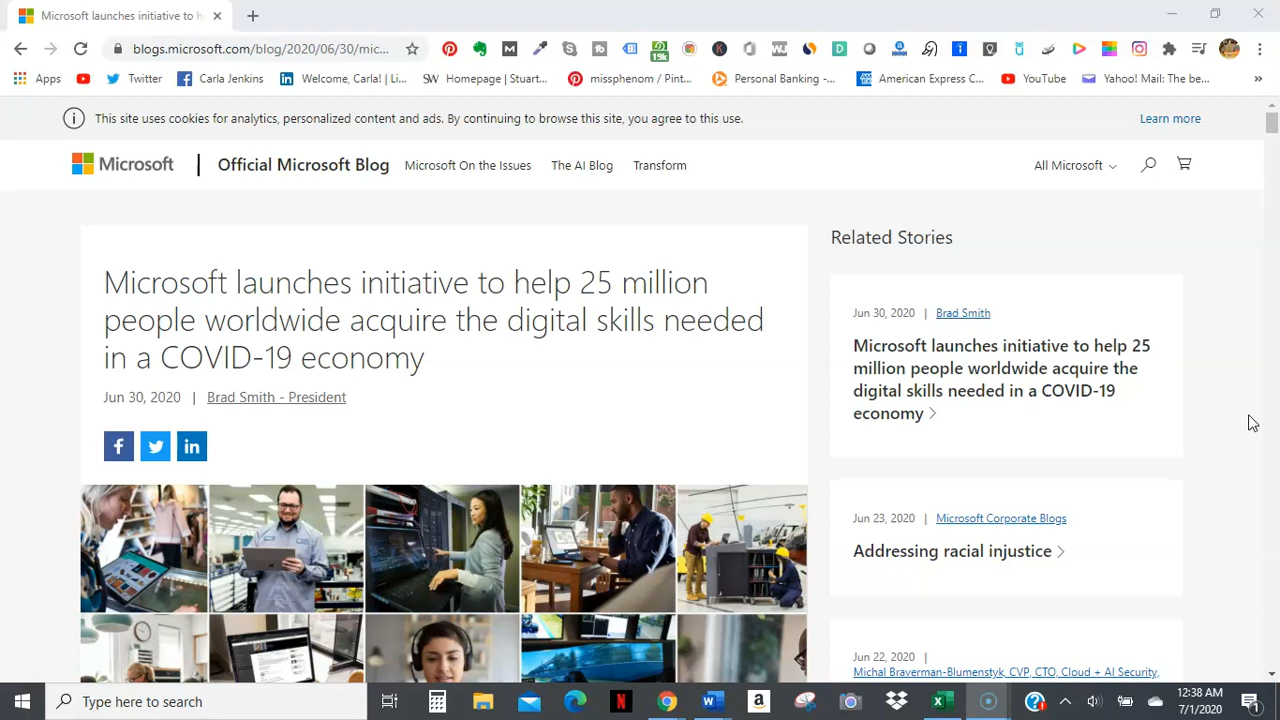 Microsoft launches initiative to h
blogs.microsoft.com/blog/2020/06/30/mic...
19k
Apps
Twitter
Carla Jenkins
Welcome, Carla! | Li...
SW Homepage | Stuart...
missphenom / Pint...
Personal Banking -...
American Express C...
YouTube
Yahoo! Mail: The be...
This site uses cookies for analytics, personalized content and ads. By continuing to browse this site, you agree to this use.
Learn more
Microsoft
Official Microsoft Blog
Microsoft On the Issues
The AI Blog
Transform
All Microsoft
Microsoft launches initiative to help 25 million
people worldwide acquire the digital skills needed
in a COVID-19 economy
Jun 30, 2020 | Brad Smith - President
Related Stories
Jun 30, 2020 | Brad Smith
Microsoft launches initiative to help 25
million people worldwide acquire the
digital skills needed in a COVID-19
economy
Jun 23, 2020 | Microsoft Corporate Blogs
Addressing racial injustice
Jun 22, 2020 |
Michal Braverman-Blumenstyk, CVP, CTO, Cloud + AI Security,
Type here to search
12:38 AM
7/1/2020